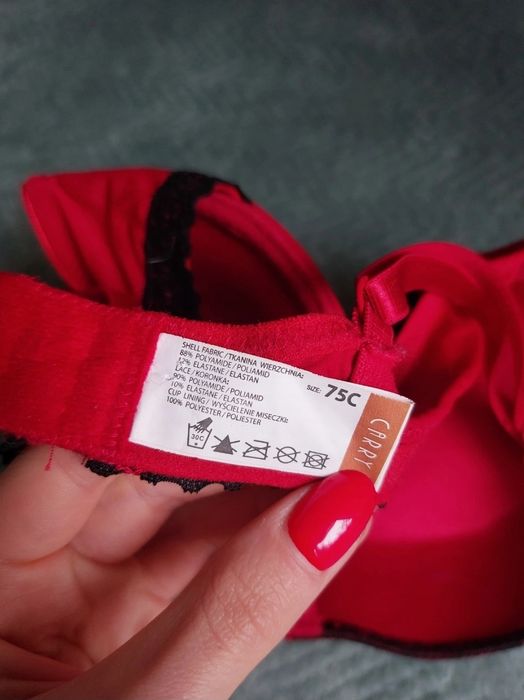 SHELL FABRIC / TKANINA WIERZCHNIA:
88% POLYAMIDE / POLIAMID
12% ELASTANE / ELASTAN
LACE / KORONKA:
90% POLYAMIDE / POLIAMID
10% ELASTANE / ELASTAN
CUP LINING / WYŚCIELENIE MISECZKI:
100% POLYESTER / POLIESTER
SIZE: 75C
30C
CARRY